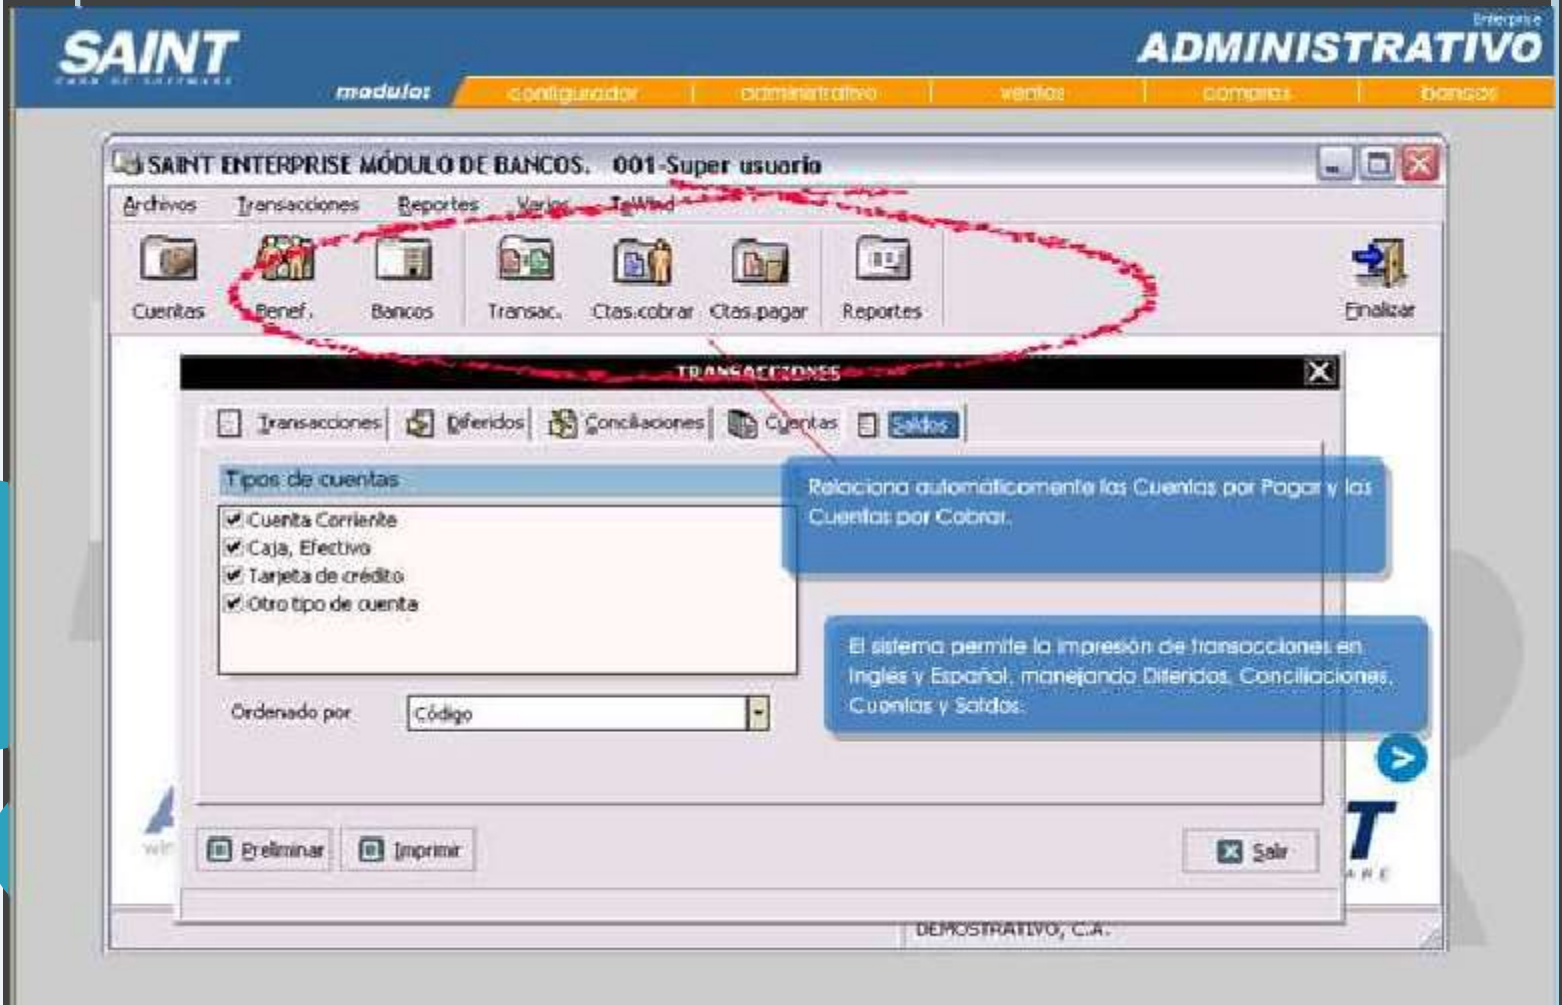 SAINT
CASA DE SOFTWARE
Enterprise
ADMINISTRATIVO
modulos
configurador
administrativo
ventas
compras
bancos
SAINT ENTERPRISE MÓDULO DE BANCOS. 001-Super usuario
Archivos Transacciones Reportes Varios
Cuentas Benef. Bancos Transac. Ctas.cobrar Ctas.pagar Reportes Finalizar
TRANSACCIONES
Transacciones Diferidos Conciliaciones Cuentas Saldos
Tipos de cuentas
Cuenta Corriente
Caja, Efectivo
Tarjeta de crédito
Otro tipo de cuenta
Relaciona automáticamente las Cuentas por Pagar y las
Cuentas por Cobrar.
El sistema permite la impresión de transacciones en
Inglés y Español, manejando Diferidos, Conciliaciones,
Cuentas y Saldos.
Ordenado por Código
Preliminar Imprimir Salir
DEMOSTRATIVO, C.A.